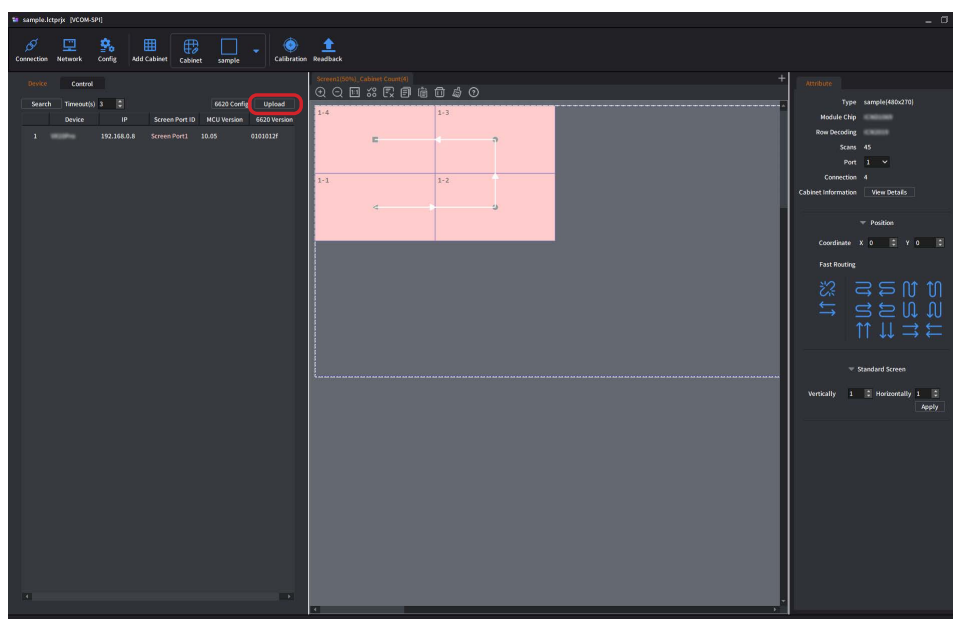 sample.lctprjx [VCOM-SPI]
Connection Network Config Add Cabinet Cabinet sample Calibration Readback
Device Control
Search Timeout(s) 3 6620 Config Upload
Device IP Screen Port ID MCU Version 6620 Version
1 192.168.0.8 Screen Port1 10.05 0101012f
Screen1(50%)_Cabinet Count(4) +
1:1
1-4 1-3
1-1 1-2
Attribute
Type sample(480x270)
Module Chip
Row Decoding
Scans 45
Port 1
Connection 4
Cabinet Information View Details
Position
Coordinate X 0 Y 0
Fast Routing
Standard Screen
Vertically 1 Horizontally 1
Apply